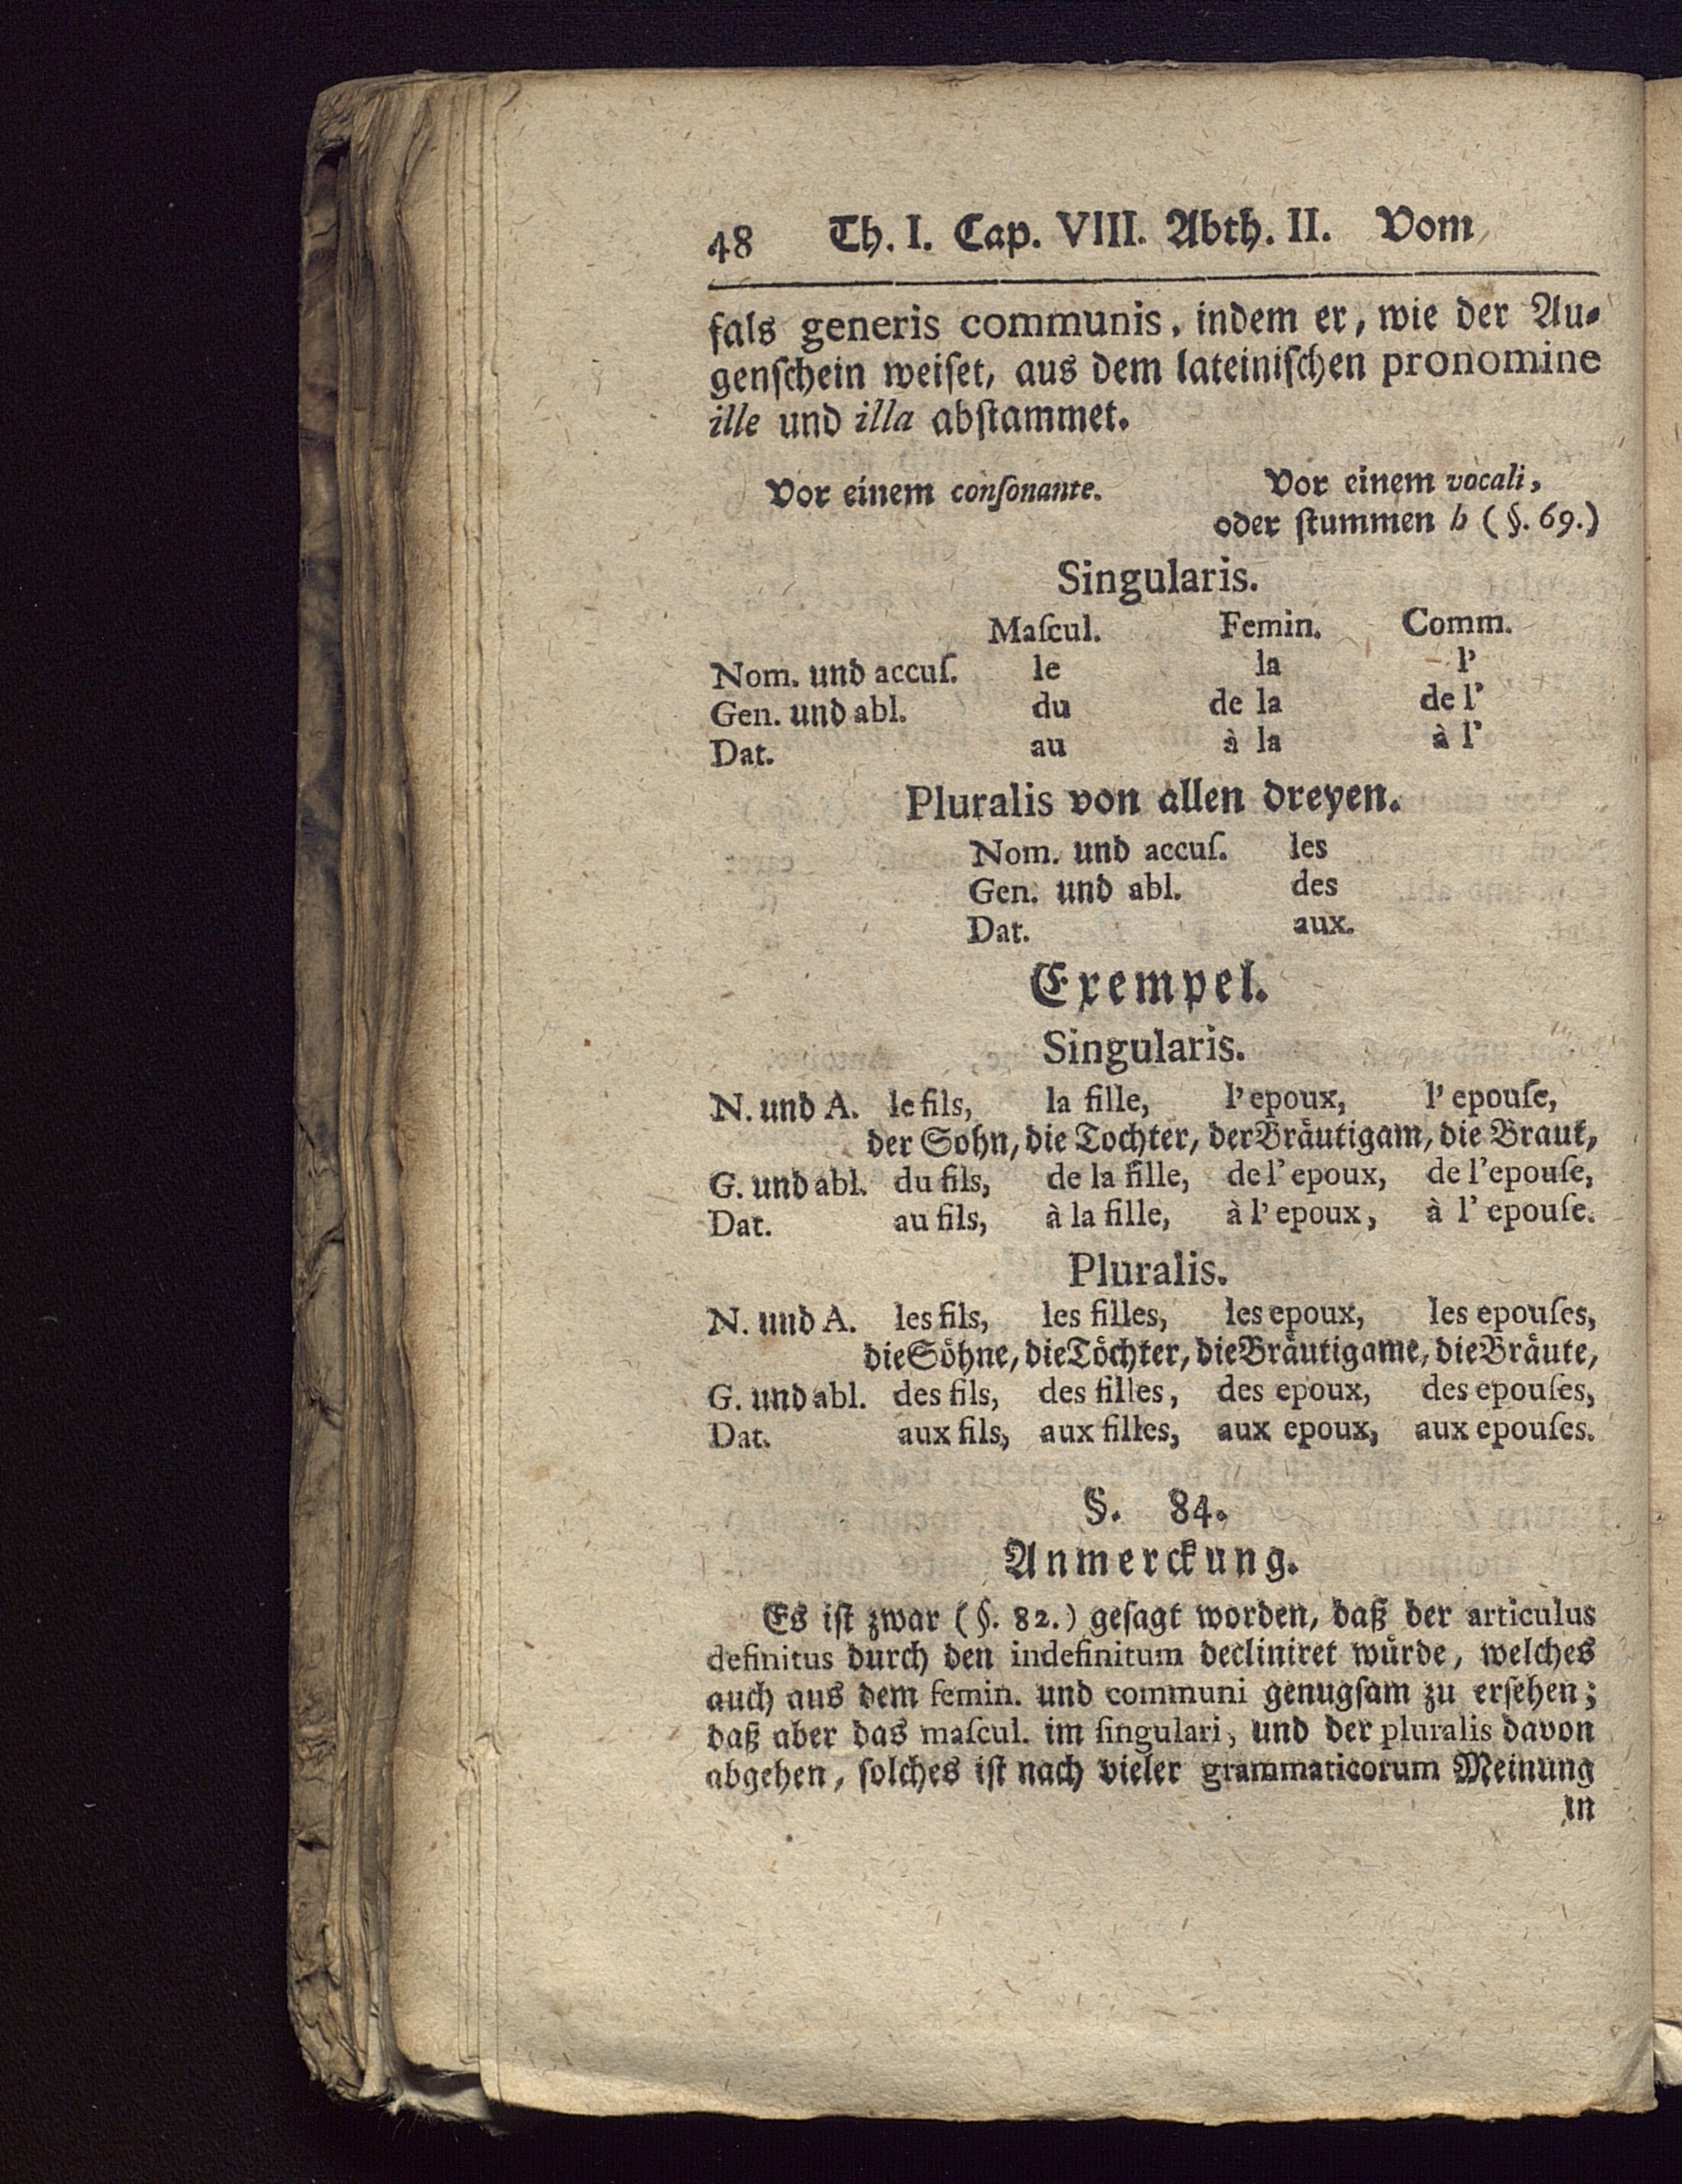 48 Th. I. Cap. VIII. Abth. II. Vom
fals generis communis, indem er, wie der Au⸗
genſchein weiſet, aus dem lateiniſchen pronomine
ille und illa abſtammet.
Vor einem conſonante. Vor einem vocali,
oder ſtummen h (§. 69.)
Singularis.
Maſcul. Femin. Comm.
Nom. und accuſ. le la l'
Gen. und abl. du de la de l'
Dat. au à la à l'
Pluralis von allen dreyen.
Nom. und accuſ. les
Gen. und abl. des
Dat. aux.
Exempel.
Singularis.
N. und A. le fils, la fille, l' epoux, l' epouſe,
der Sohn, die Tochter, der Bräutigam, die Braut,
G. und abl. du fils, de la fille, de l' epoux, de l'epouſe,
Dat. au fils, à la fille, à l' epoux, à l' epouſe.
Pluralis.
N. und A. les fils, les filles, les epoux, les epouſes,
die Söhne, die Töchter, die Bräutigame, die Bräute,
G. und abl. des fils, des filles, des epoux, des epouſes,
Dat. aux fils, aux filles, aux epoux, aux epouſes.
§. 84.
Anmerckung.
Es iſt zwar (§. 82.) geſagt worden, daß der articulus
definitus durch den indefinitum decliniret würde, welches
auch aus dem femin. und communi genugſam zu erſehen;
daß aber das maſcul. im ſingulari, und der pluralis davon
abgehen, ſolches iſt nach vieler grammaticorum Meinung
in